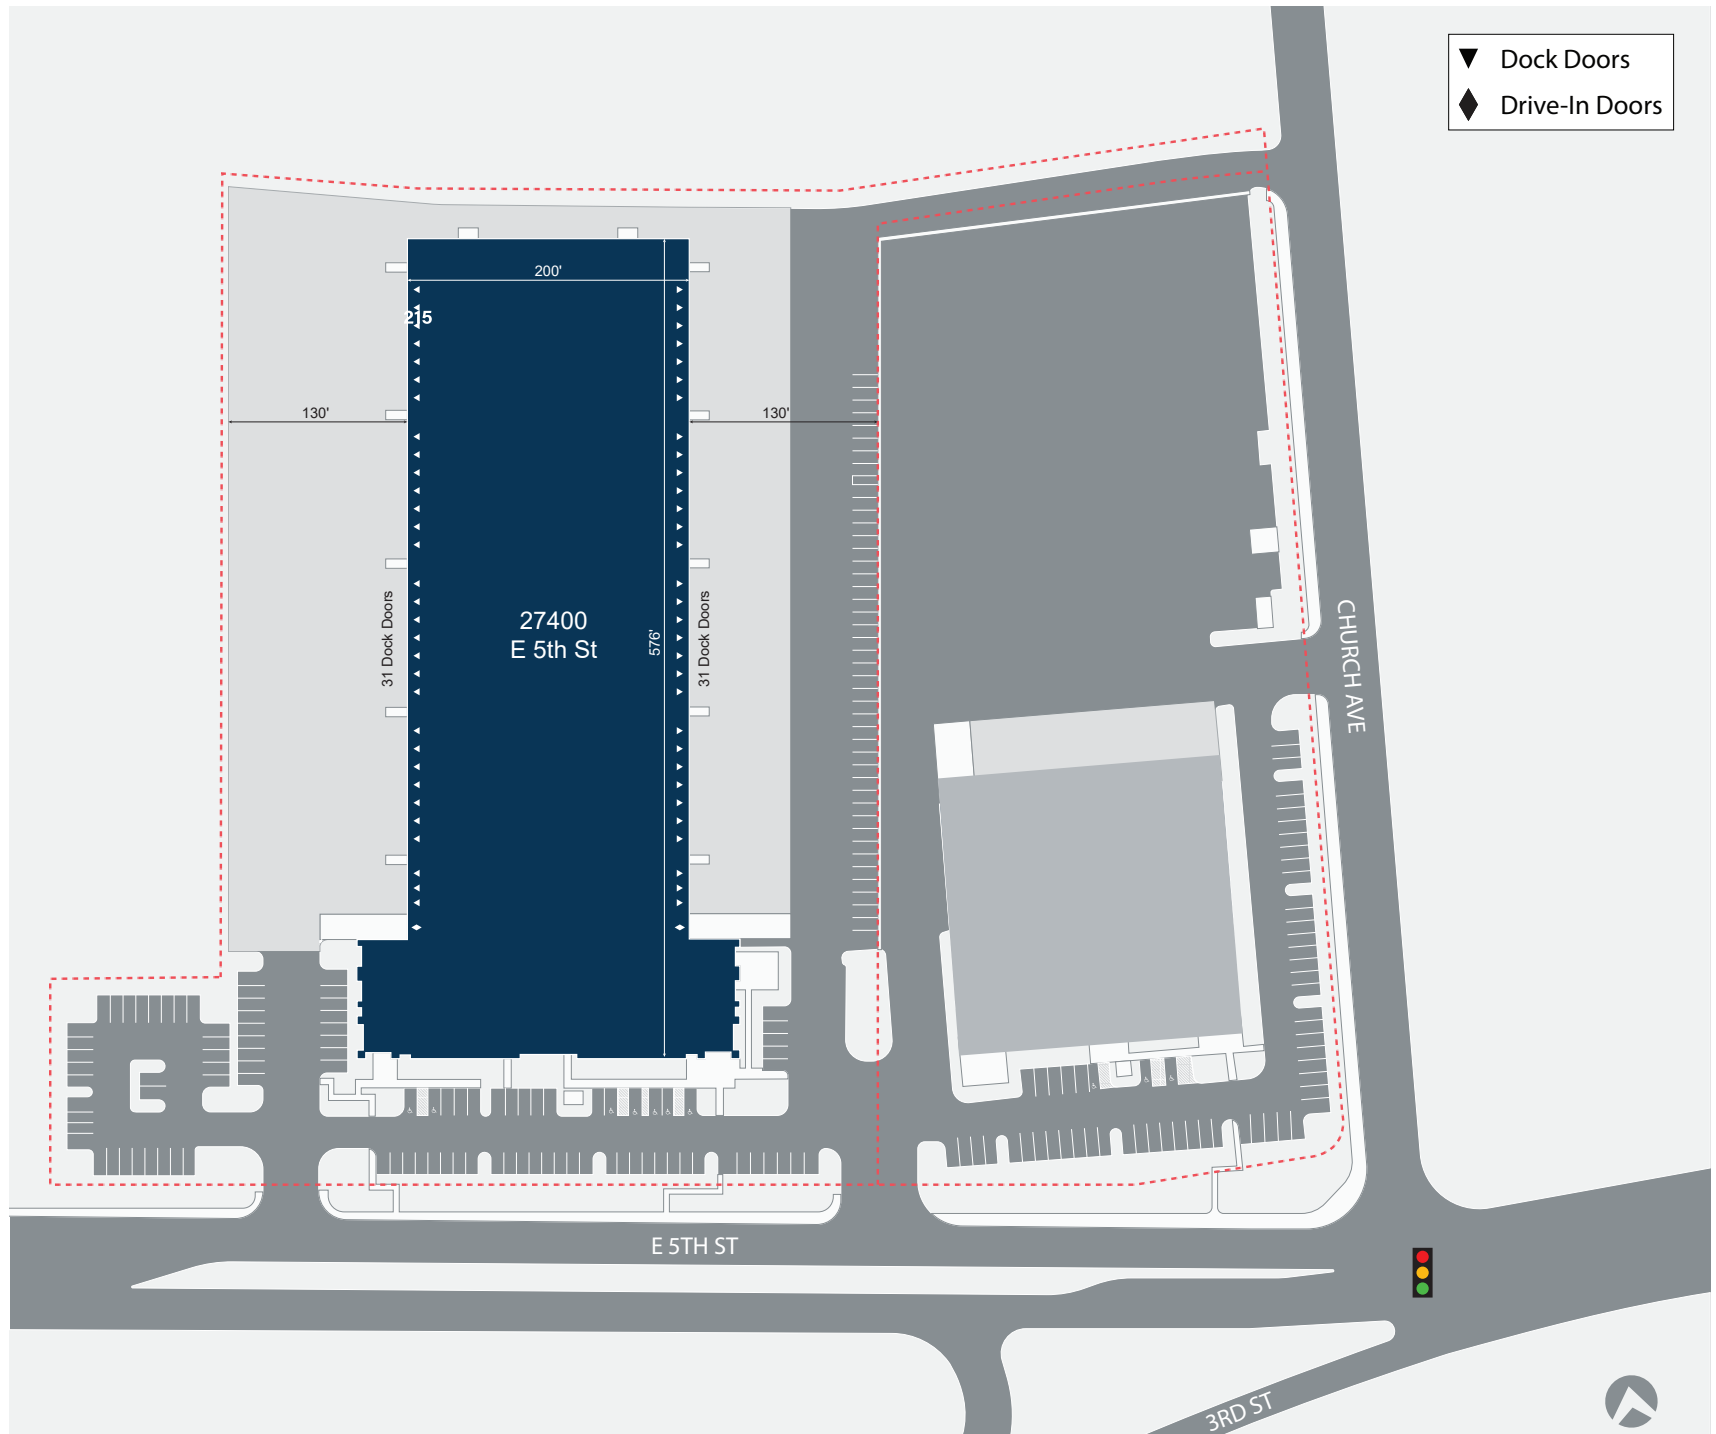 Dock Doors
Drive-In Doors
200'
215
130'
130'
27400
E 5th St
576'
31 Dock Doors
31 Dock Doors
CHURCH AVE
E 5TH ST
3RD ST